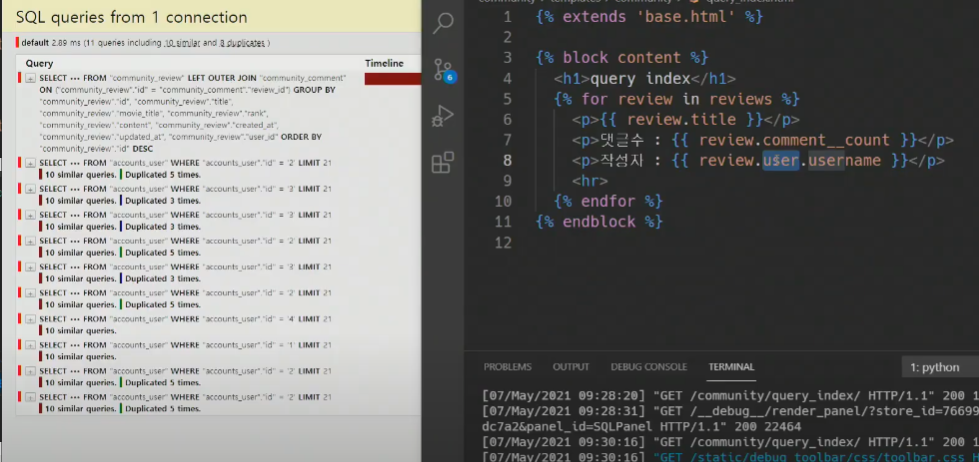 SQL queries from 1 connection
default 2.89 ms (11 queries including 10 similar and 8 duplicates )
Query Timeline
+ SELECT ••• FROM "community_review" LEFT OUTER JOIN "community_comment"
ON ("community_review"."id" = "community_comment"."review_id") GROUP BY
"community_review"."id", "community_review"."title",
"community_review"."movie_title", "community_review"."rank",
"community_review"."content", "community_review"."created_at",
"community_review"."updated_at", "community_review"."user_id" ORDER BY
"community_review"."id" DESC
+ SELECT ••• FROM "accounts_user" WHERE "accounts_user"."id" = '2' LIMIT 21
10 similar queries. Duplicated 5 times.
+ SELECT ••• FROM "accounts_user" WHERE "accounts_user"."id" = '3' LIMIT 21
10 similar queries. Duplicated 3 times.
+ SELECT ••• FROM "accounts_user" WHERE "accounts_user"."id" = '3' LIMIT 21
10 similar queries. Duplicated 3 times.
+ SELECT ••• FROM "accounts_user" WHERE "accounts_user"."id" = '2' LIMIT 21
10 similar queries. Duplicated 5 times.
+ SELECT ••• FROM "accounts_user" WHERE "accounts_user"."id" = '3' LIMIT 21
10 similar queries. Duplicated 3 times.
+ SELECT ••• FROM "accounts_user" WHERE "accounts_user"."id" = '2' LIMIT 21
10 similar queries. Duplicated 5 times.
+ SELECT ••• FROM "accounts_user" WHERE "accounts_user"."id" = '4' LIMIT 21
10 similar queries.
+ SELECT ••• FROM "accounts_user" WHERE "accounts_user"."id" = '1' LIMIT 21
10 similar queries.
+ SELECT ••• FROM "accounts_user" WHERE "accounts_user"."id" = '2' LIMIT 21
10 similar queries. Duplicated 5 times.
+ SELECT ••• FROM "accounts_user" WHERE "accounts_user"."id" = '2' LIMIT 21
10 similar queries. Duplicated 5 times.
6
1 {% extends 'base.html' %}
2
3 {% block content %}
4 <h1>query index</h1>
5 {% for review in reviews %}
6 <p>{{ review.title }}</p>
7 <p>댓글수 : {{ review.comment__count }}</p>
8 <p>작성자 : {{ review.user.username }}</p>
9 <hr>
10 {% endfor %}
11 {% endblock %}
12
PROBLEMS OUTPUT DEBUG CONSOLE TERMINAL 1: python
[07/May/2021 09:28:20] "GET /community/query_index/ HTTP/1.1" 200 1
[07/May/2021 09:28:31] "GET /__debug__/render_panel/?store_id=76699
dc7a2&panel_id=SQLPanel HTTP/1.1" 200 22464
[07/May/2021 09:30:16] "GET /community/query_index/ HTTP/1.1" 200 1
[07/May/2021 09:30:16] "GET /static/debug_toolbar/css/toolbar.css H